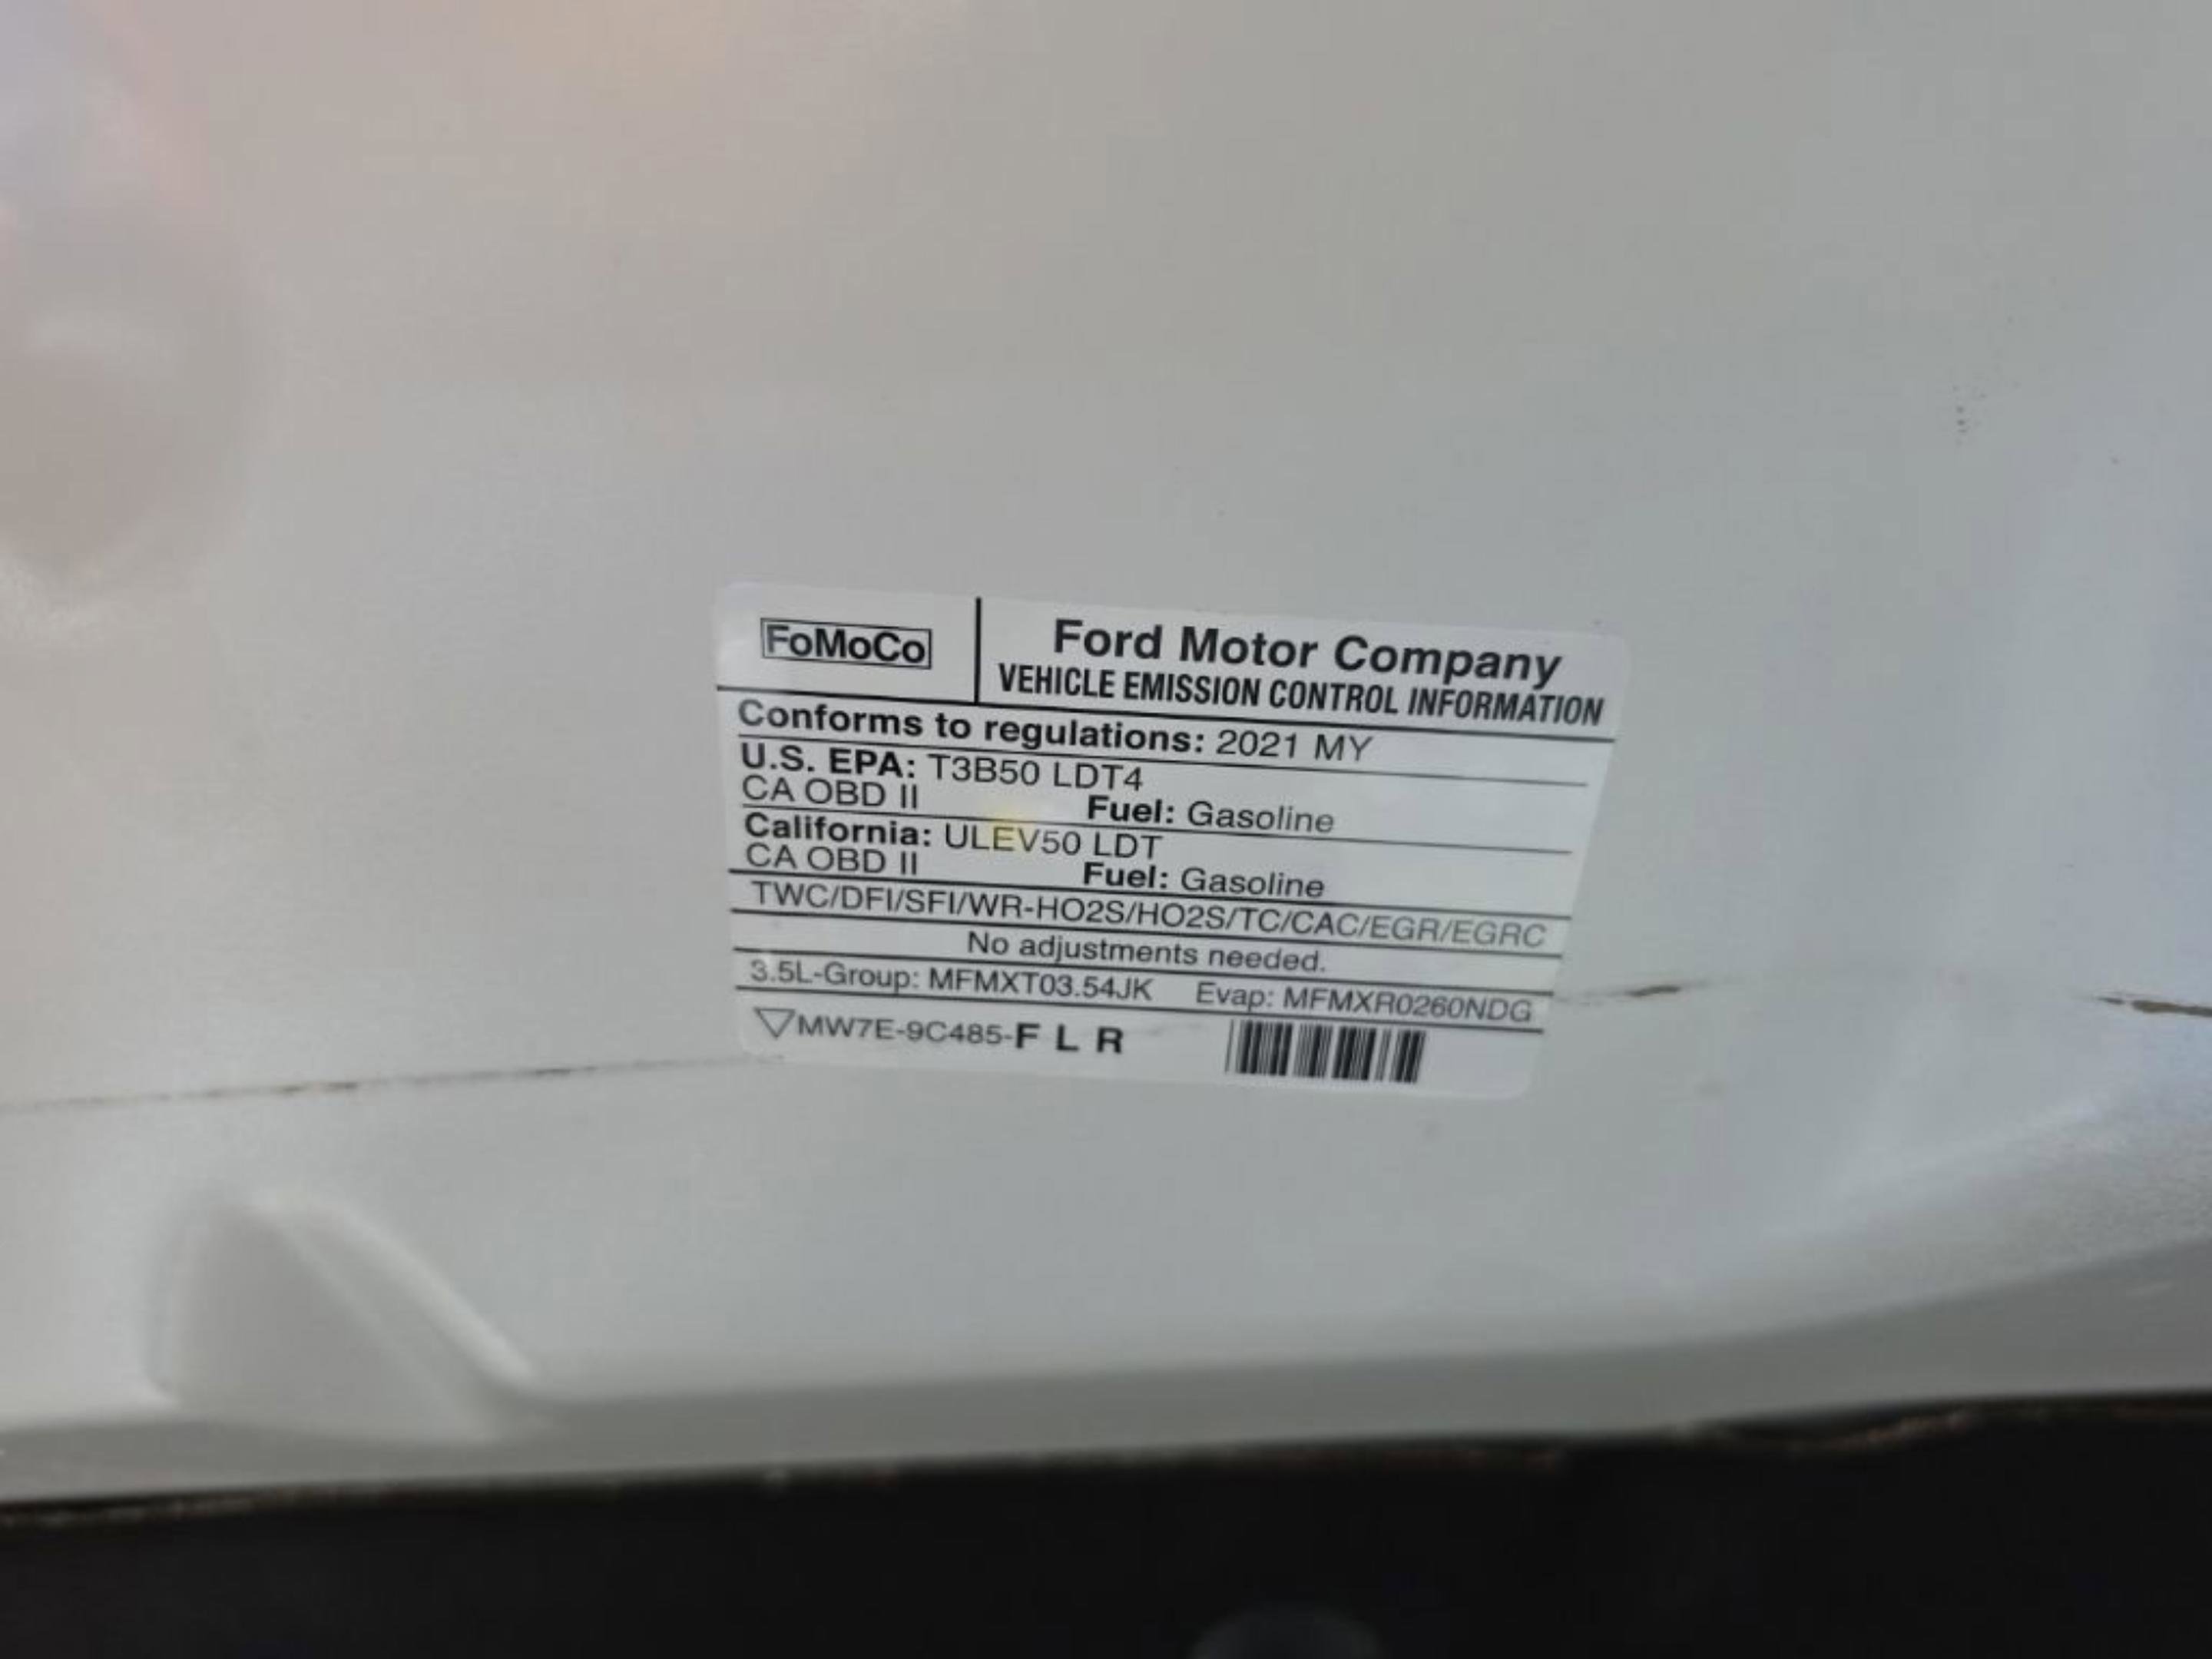 FoMoCo
Ford Motor Company
VEHICLE EMISSION CONTROL INFORMATION
Conforms to regulations: 2021 MY
U.S. EPA: T3B50 LDT4
CA OBD II Fuel: Gasoline
California: ULEV50 LDT
CA OBD II Fuel: Gasoline
TWC/DFI/SFI/WR-HO2S/HO2S/TC/CAC/EGR/EGRC
No adjustments needed.
3.5L-Group: MFMXT03.54JK Evap: MFMXR0260NDG
▽MW7E-9C485-F L R